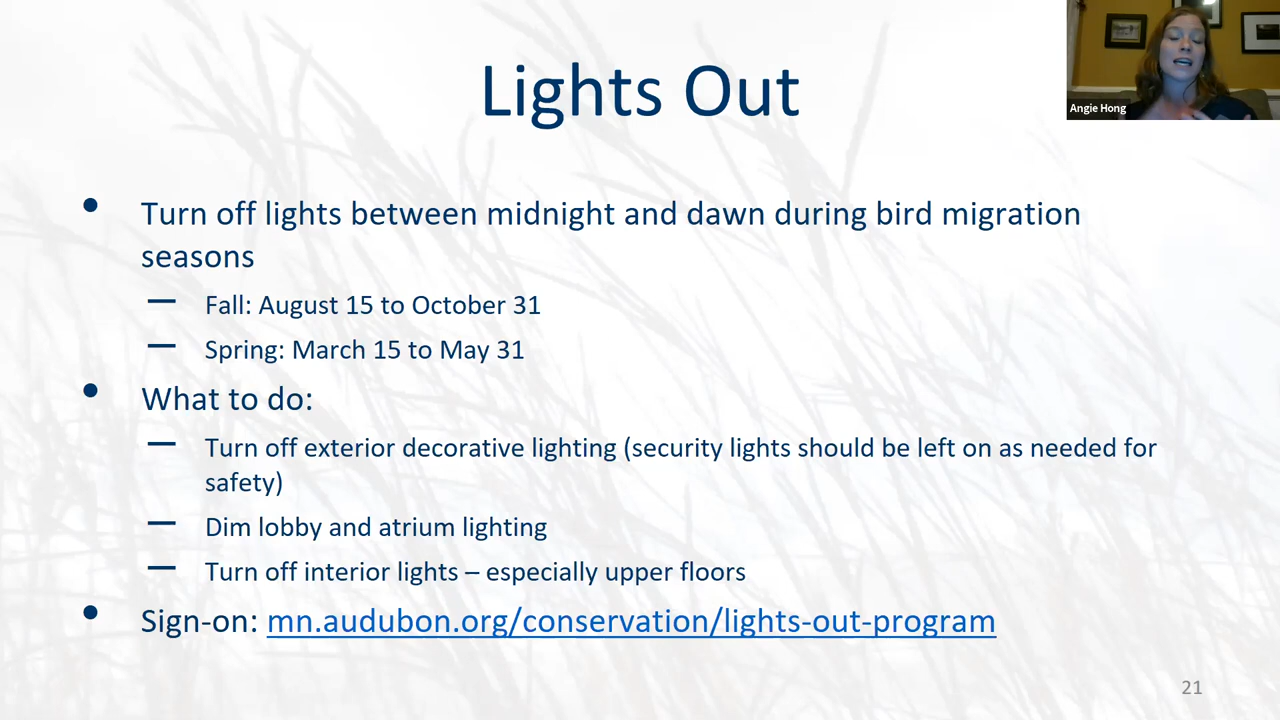 Lights Out
Angie Hong
• Turn off lights between midnight and dawn during bird migration
seasons
— Fall: August 15 to October 31
— Spring: March 15 to May 31
• What to do:
— Turn off exterior decorative lighting (security lights should be left on as needed for
safety)
— Dim lobby and atrium lighting
— Turn off interior lights – especially upper floors
• Sign-on: mn.audubon.org/conservation/lights-out-program
21